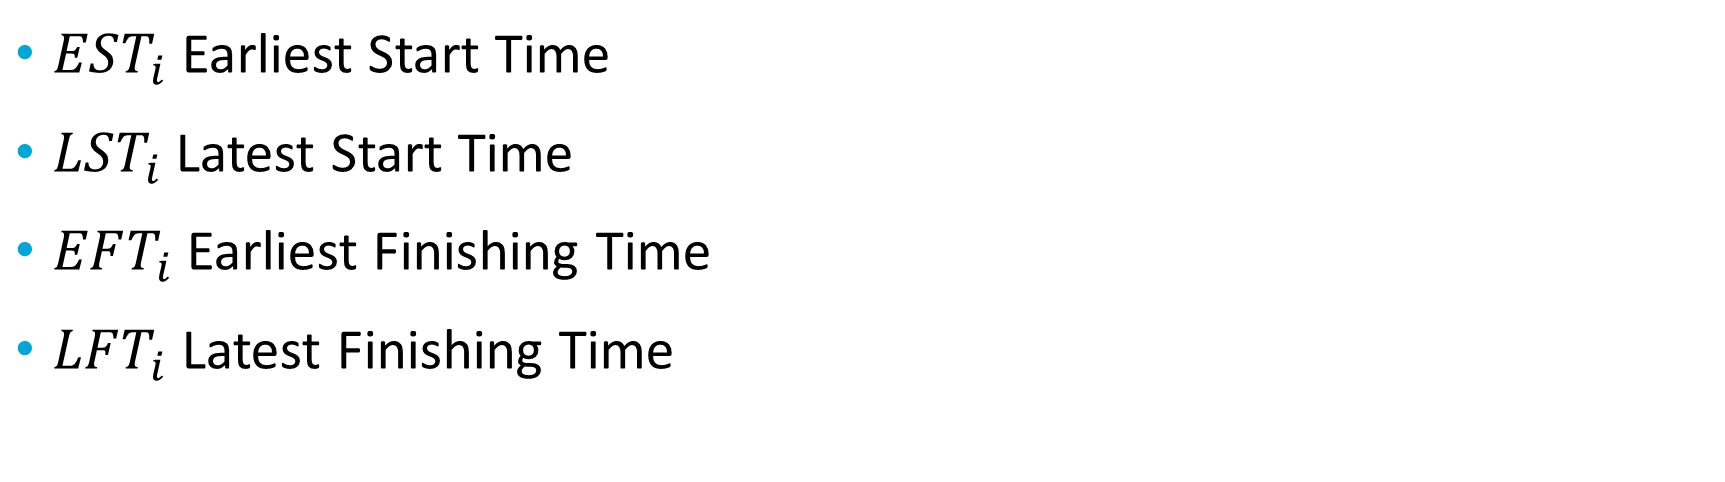 • ESTᵢ Earliest Start Time
• LSTᵢ Latest Start Time
• EFTᵢ Earliest Finishing Time
• LFTᵢ Latest Finishing Time